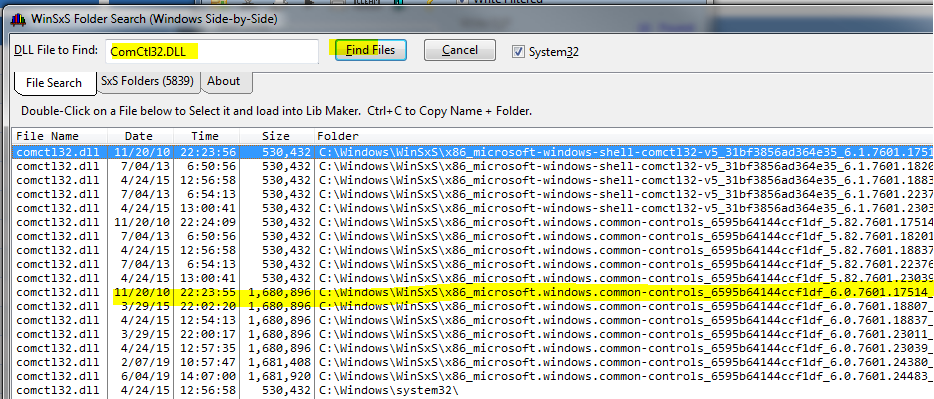 Write Filtered
WinSxS Folder Search (Windows Side-by-Side)
DLL File to Find: ComCtl32.DLL Find Files Cancel System32
File Search SxS Folders (5839) About
Double-Click on a File below to Select it and load into Lib Maker. Ctrl+C to Copy Name + Folder.
File Name Date Time Size Folder
comctl32.dll 11/20/10 22:23:56 530,432 C:\Windows\WinSxS\x86_microsoft-windows-shell-comctl32-v5_31bf3856ad364e35_6.1.7601.1751
comctl32.dll 7/04/13 6:50:56 530,432 C:\Windows\WinSxS\x86_microsoft-windows-shell-comctl32-v5_31bf3856ad364e35_6.1.7601.1820
comctl32.dll 4/24/15 12:56:58 530,432 C:\Windows\WinSxS\x86_microsoft-windows-shell-comctl32-v5_31bf3856ad364e35_6.1.7601.1883
comctl32.dll 7/04/13 6:54:13 530,432 C:\Windows\WinSxS\x86_microsoft-windows-shell-comctl32-v5_31bf3856ad364e35_6.1.7601.2237
comctl32.dll 4/24/15 13:00:41 530,432 C:\Windows\WinSxS\x86_microsoft-windows-shell-comctl32-v5_31bf3856ad364e35_6.1.7601.2303
comctl32.dll 11/20/10 22:24:09 530,432 C:\Windows\WinSxS\x86_microsoft.windows.common-controls_6595b64144ccf1df_5.82.7601.17514
comctl32.dll 7/04/13 6:50:56 530,432 C:\Windows\WinSxS\x86_microsoft.windows.common-controls_6595b64144ccf1df_5.82.7601.18201
comctl32.dll 4/24/15 12:56:58 530,432 C:\Windows\WinSxS\x86_microsoft.windows.common-controls_6595b64144ccf1df_5.82.7601.18837
comctl32.dll 7/04/13 6:54:13 530,432 C:\Windows\WinSxS\x86_microsoft.windows.common-controls_6595b64144ccf1df_5.82.7601.22376
comctl32.dll 4/24/15 13:00:41 530,432 C:\Windows\WinSxS\x86_microsoft.windows.common-controls_6595b64144ccf1df_5.82.7601.23039
comctl32.dll 11/20/10 22:23:55 1,680,896 C:\Windows\WinSxS\x86_microsoft.windows.common-controls_6595b64144ccf1df_6.0.7601.17514_
comctl32.dll 3/29/15 22:02:20 1,680,896 C:\Windows\WinSxS\x86_microsoft.windows.common-controls_6595b64144ccf1df_6.0.7601.18807_
comctl32.dll 4/24/15 12:54:13 1,680,896 C:\Windows\WinSxS\x86_microsoft.windows.common-controls_6595b64144ccf1df_6.0.7601.18837_
comctl32.dll 3/29/15 22:00:17 1,680,896 C:\Windows\WinSxS\x86_microsoft.windows.common-controls_6595b64144ccf1df_6.0.7601.23011_
comctl32.dll 4/24/15 12:57:35 1,680,896 C:\Windows\WinSxS\x86_microsoft.windows.common-controls_6595b64144ccf1df_6.0.7601.23039_
comctl32.dll 2/07/19 10:57:47 1,681,408 C:\Windows\WinSxS\x86_microsoft.windows.common-controls_6595b64144ccf1df_6.0.7601.24380_
comctl32.dll 6/04/19 14:07:00 1,681,920 C:\Windows\WinSxS\x86_microsoft.windows.common-controls_6595b64144ccf1df_6.0.7601.24483_
comctl32.dll 4/24/15 12:56:58 530,432 C:\Windows\system32\